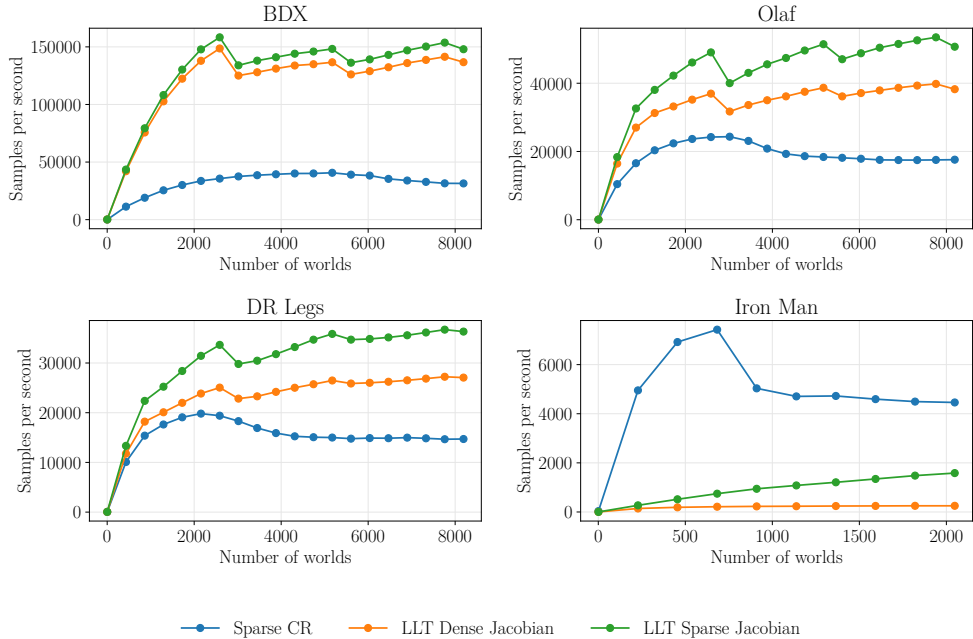 BDX
Samples per second
150000
100000
50000
0
0 2000 4000 6000 8000
Number of worlds
Olaf
Samples per second
40000
20000
0
0 2000 4000 6000 8000
Number of worlds
DR Legs
Samples per second
30000
20000
10000
0
0 2000 4000 6000 8000
Number of worlds
Iron Man
Samples per second
6000
4000
2000
0
0 500 1000 1500 2000
Number of worlds
Sparse CR LLT Dense Jacobian LLT Sparse Jacobian